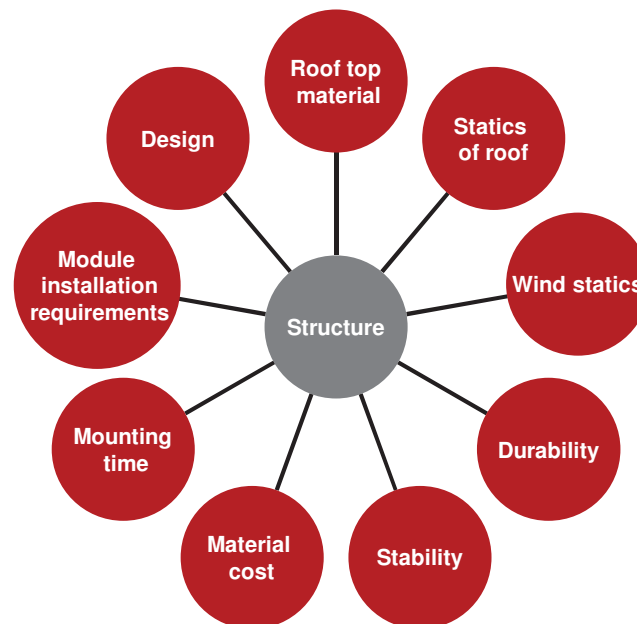 Roof top
material
Statics
of roof
Wind statics
Durability
Stability
Material
cost
Mounting
time
Module
installation
requirements
Design
Structure